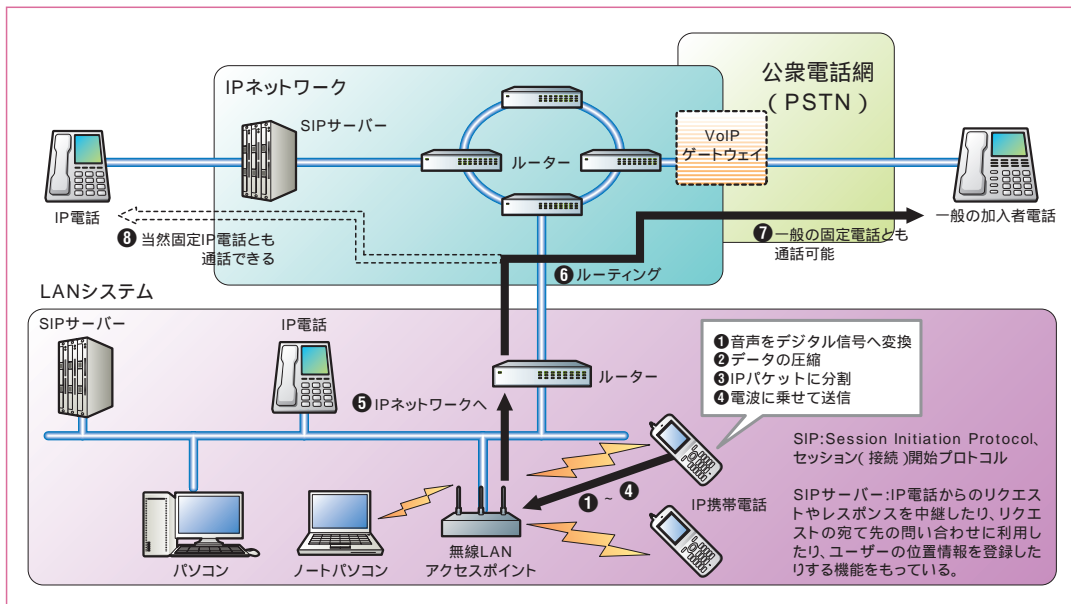 公衆電話網
(PSTN)
IPネットワーク
SIPサーバー
ルーター
VoIP
ゲートウェイ
IP電話
一般の加入者電話
❽当然固定IP電話とも
通話できる
❼一般の固定電話とも
通話可能
❻ルーティング
LANシステム
SIPサーバー
IP電話
ルーター
❶音声をデジタル信号へ変換
❷データの圧縮
❸IPパケットに分割
❹電波に乗せて送信
❺IPネットワークへ
SIP:Session Initiation Protocol、
セッション(接続)開始プロトコル
❶~❹
IP携帯電話
SIPサーバー:IP電話からのリクエス
トやレスポンスを中継したり、リクエ
ストの宛て先の問い合わせに利用し
たり、ユーザーの位置情報を登録した
りする機能をもっている。
パソコン
ノートパソコン
無線LAN
アクセスポイント